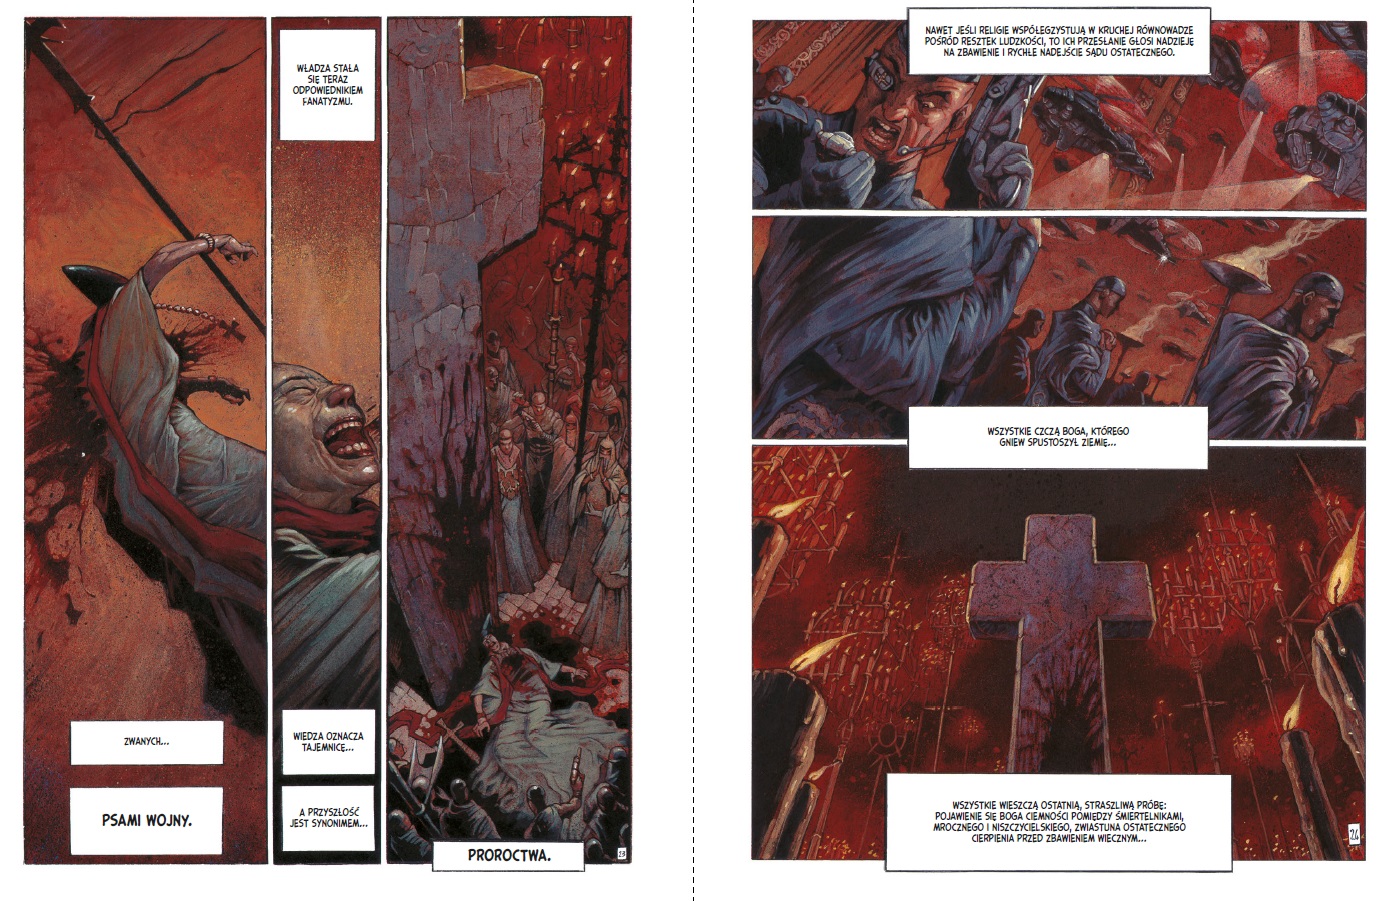 ZWANYCH...
PSAMI WOJNY.
WŁADZA STAŁA
SIĘ TERAZ
ODPOWIEDNIKIEM
FANATYZMU.
WIEDZA OZNACZA
TAJEMNICĘ...
A PRZYSZŁOŚĆ
JEST SYNONIMEM...
PROROCTWA.
23
NAWET JEŚLI RELIGIE WSPÓŁEGZYSTUJĄ W KRUCHEJ RÓWNOWADZE
POŚRÓD RESZTEK LUDZKOŚCI, TO ICH PRZESŁANIE GŁOSI NADZIEJĘ
NA ZBAWIENIE I RYCHŁE NADEJŚCIE SĄDU OSTATECZNEGO.
WSZYSTKIE CZCZĄ BOGA, KTÓREGO
GNIEW SPUSTOSZYŁ ZIEMIĘ...
WSZYSTKIE WIESZCZĄ OSTATNIĄ, STRASZLIWĄ PRÓBĘ:
POJAWIENIE SIĘ BOGA CIEMNOŚCI POMIĘDZY ŚMIERTELNIKAMI,
MROCZNEGO I NISZCZYCIELSKIEGO, ZWIASTUNA OSTATECZNEGO
CIERPIENIA PRZED ZBAWIENIEM WIECZNYM...
24